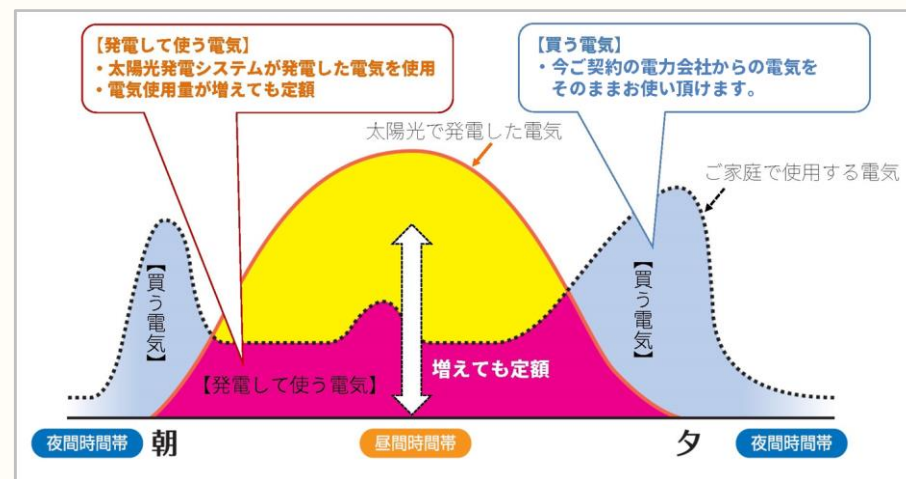 【発電して使う電気】
・太陽光発電システムが発電した電気を使用
・電気使用量が増えても定額
【買う電気】
・今ご契約の電力会社からの電気を
そのままお使い頂けます。
太陽光で発電した電気
ご家庭で使用する電気
【買う電気】
【買う電気】
【発電して使う電気】
増えても定額
夜間時間帯
朝
昼間時間帯
夕
夜間時間帯